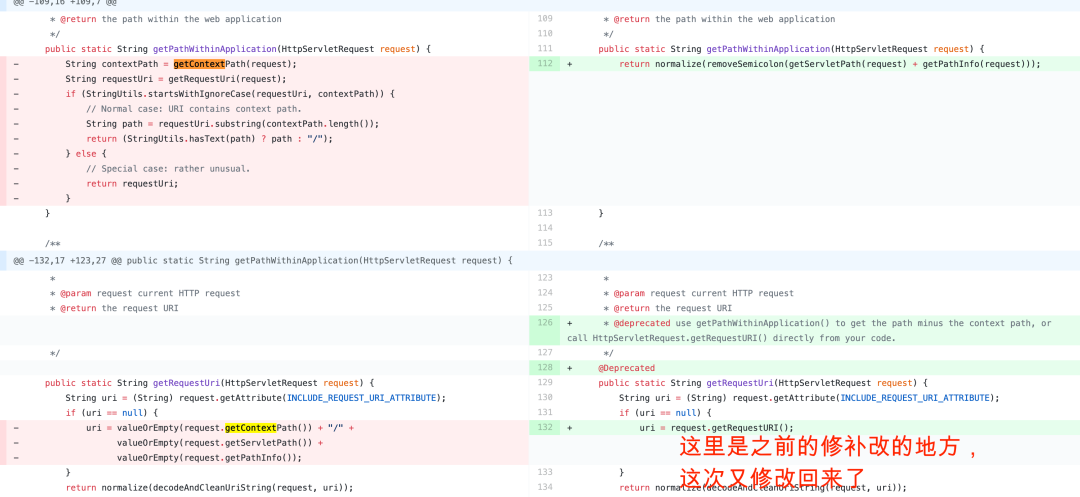 @@ -109,16 +109,7 @@
* @return the path within the web application
*/
public static String getPathWithinApplication(HttpServletRequest request) {
- String contextPath = getContextPath(request);
- String requestUri = getRequestUri(request);
- if (StringUtils.startsWithIgnoreCase(requestUri, contextPath)) {
- // Normal case: URI contains context path.
- String path = requestUri.substring(contextPath.length());
- return (StringUtils.hasText(path) ? path : "/");
- } else {
- // Special case: rather unusual.
- return requestUri;
- }
}
/**
@@ -132,17 +123,27 @@ public static String getPathWithinApplication(HttpServletRequest request) {
*
* @param request current HTTP request
* @return the request URI
*/
public static String getRequestUri(HttpServletRequest request) {
String uri = (String) request.getAttribute(INCLUDE_REQUEST_URI_ATTRIBUTE);
if (uri == null) {
- uri = valueOrEmpty(request.getContextPath()) + "/" +
- valueOrEmpty(request.getServletPath()) +
- valueOrEmpty(request.getPathInfo());
}
return normalize(decodeAndCleanUriString(request, uri));
109 * @return the path within the web application
110 */
111 public static String getPathWithinApplication(HttpServletRequest request) {
112 + return normalize(removeSemicolon(getServletPath(request) + getPathInfo(request)));
113 }
114
115 /**
123 *
124 * @param request current HTTP request
125 * @return the request URI
126 + * @deprecated use getPathWithinApplication() to get the path minus the context path, or
call HttpServletRequest.getRequestURI() directly from your code.
127 */
128 + @Deprecated
129 public static String getRequestUri(HttpServletRequest request) {
130 String uri = (String) request.getAttribute(INCLUDE_REQUEST_URI_ATTRIBUTE);
131 if (uri == null) {
132 + uri = request.getRequestURI();
这里是之前的修补改的地方，
133 }
这次又修改回来了
134 return normalize(decodeAndCleanUriString(request, uri));